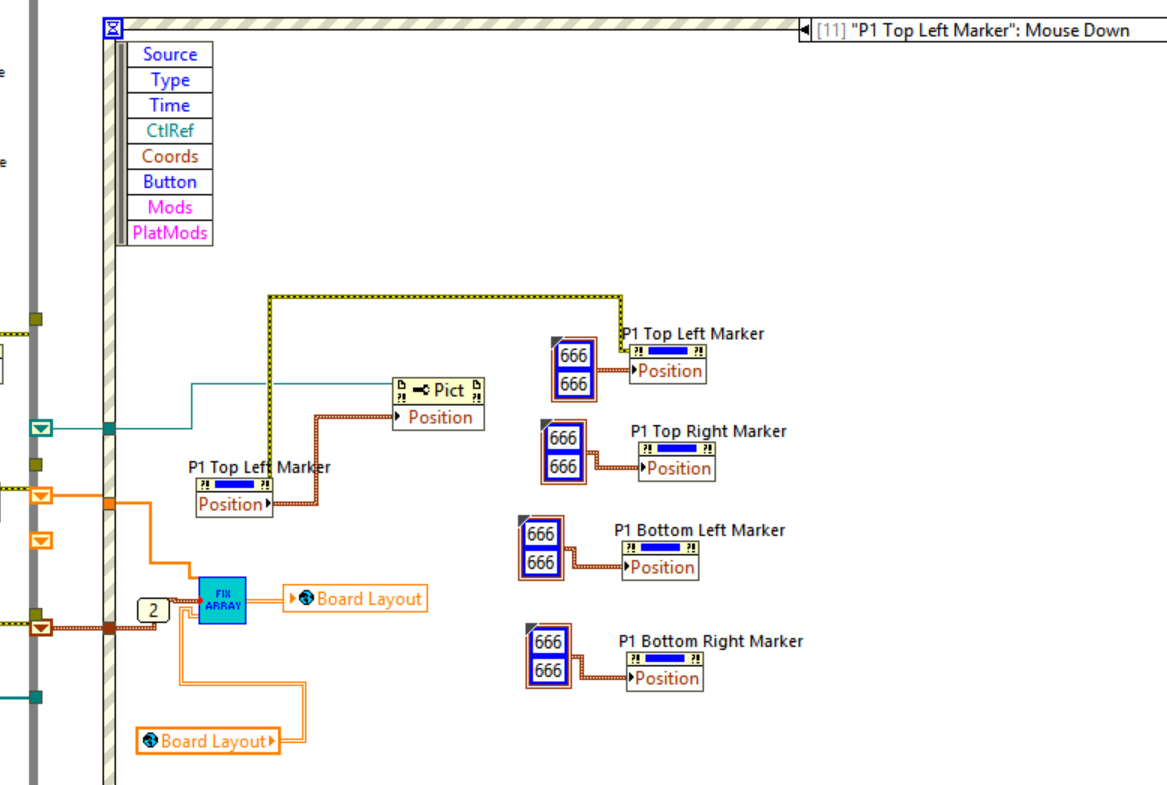 [11] "P1 Top Left Marker": Mouse Down
Source
Type
Time
CtlRef
Coords
Button
Mods
PlatMods
e
e
P1 Top Left Marker
?! ?!
Position
666
666
Pict
?! ?!
Position
P1 Top Right Marker
?! ?!
Position
666
666
P1 Top Left Marker
?! ?!
Position
P1 Bottom Left Marker
?! ?!
Position
666
666
FIX
ARRAY
Board Layout
2
P1 Bottom Right Marker
?! ?!
Position
666
666
Board Layout